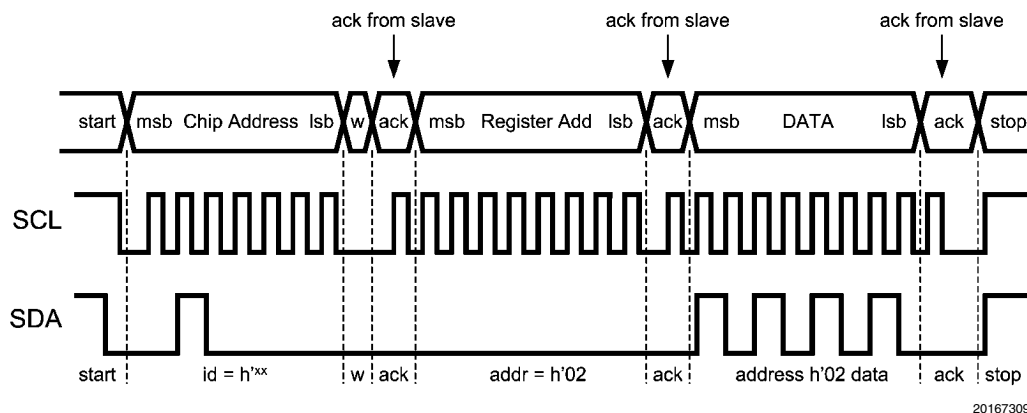 ack from slave ack from slave ack from slave
start msb Chip Address lsb w ack msb Register Add lsb ack msb DATA lsb ack stop
SCL
SDA
start id = h'xx w ack addr = h'02 ack address h'02 data ack stop
20167309